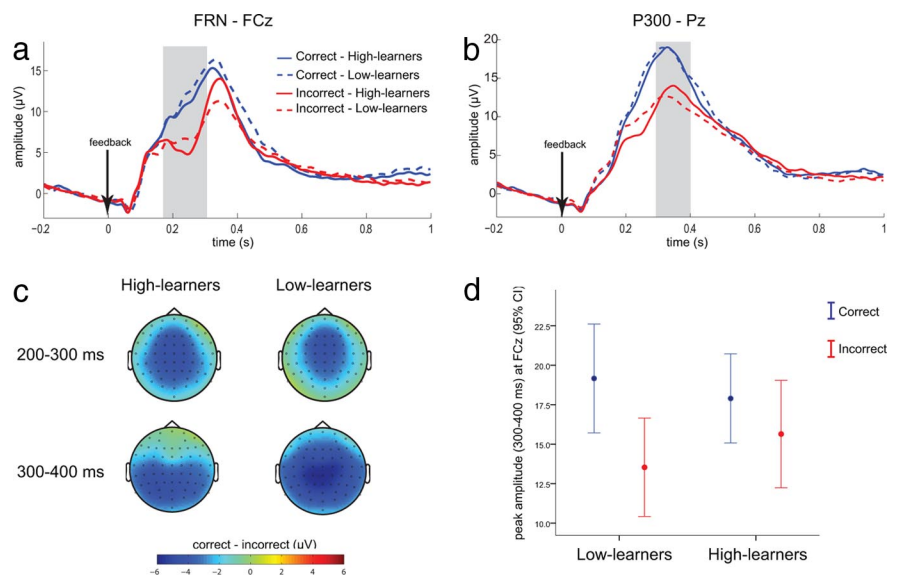 FRN - FCz
P300 - Pz
a
b
Correct - High-learners
Correct - Low-learners
Incorrect - High-learners
Incorrect - Low-learners
amplitude (µV)
15
10
5
0
feedback
−0.2 0 0.2 0.4 0.6 0.8 1
time (s)
amplitude (µV)
20
15
10
5
0
feedback
−0.2 0 0.2 0.4 0.6 0.8 1
time (s)
c
High-learners Low-learners
200-300 ms
300-400 ms
correct - incorrect (µV)
−6 −4 −2 0 2 4 6
d
peak amplitude (300-400 ms) at FCz (95% CI)
22.5
20.0
17.5
15.0
12.5
10.0
Correct
Incorrect
Low-learners High-learners